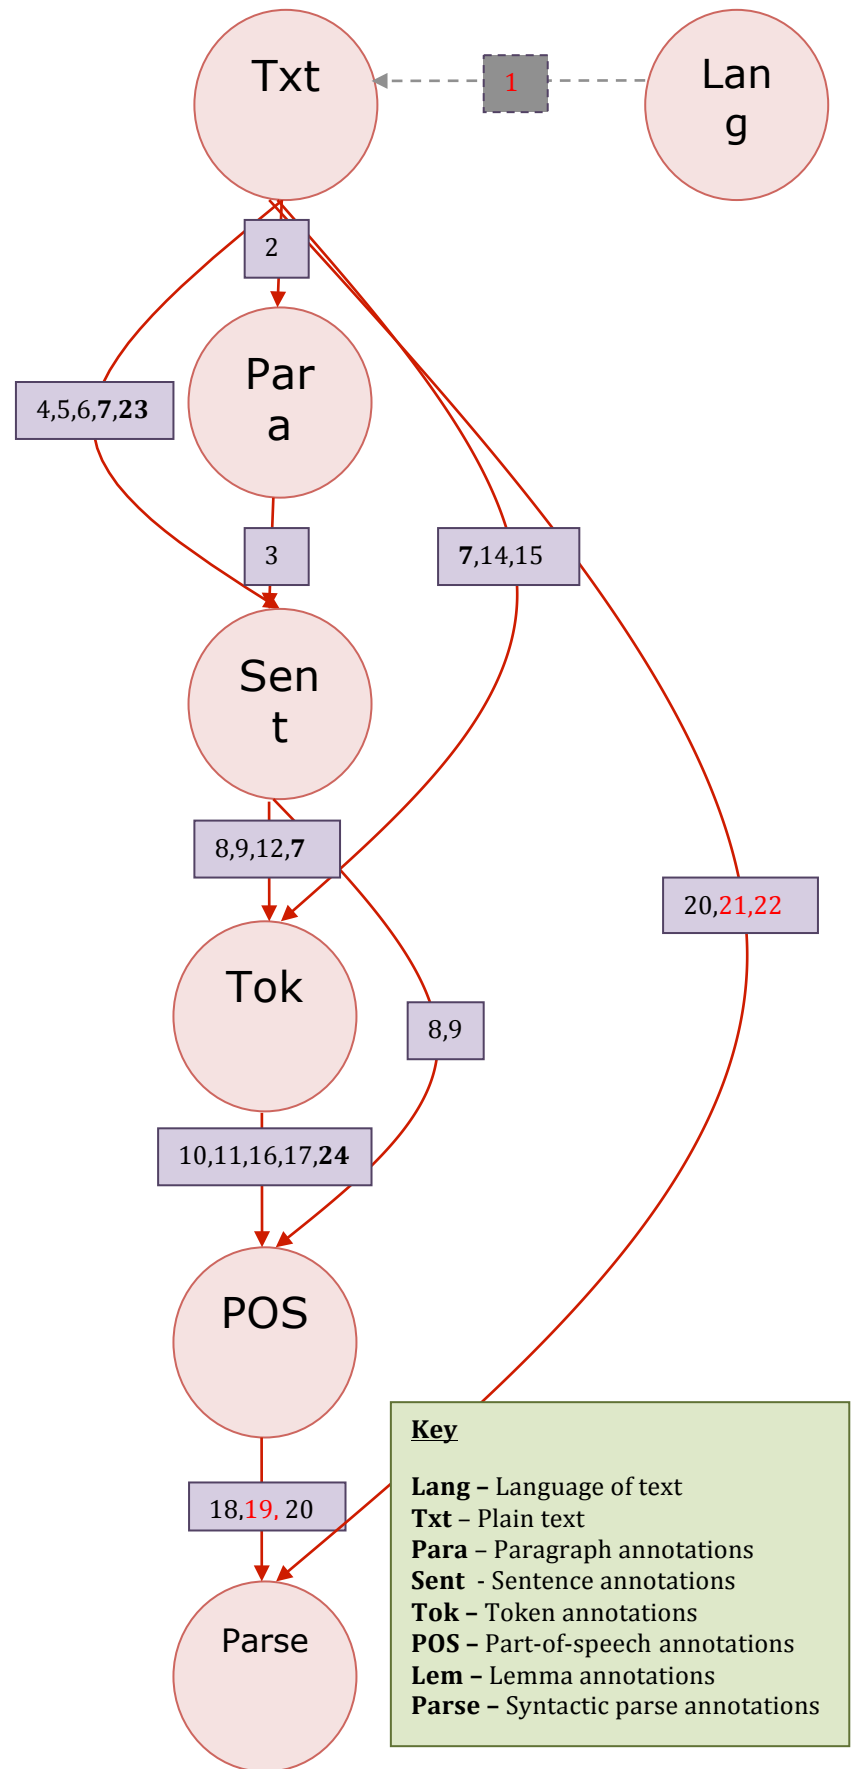 Txt
1
Lan
g
2
Par
a
4,5,6,7,23
3
7,14,15
Sen
t
8,9,12,7
20,21,22
Tok
8,9
10,11,16,17,24
POS
18,19, 20
Parse
Key
Lang – Language of text
Txt – Plain text
Para – Paragraph annotations
Sent - Sentence annotations
Tok – Token annotations
POS – Part-of-speech annotations
Lem – Lemma annotations
Parse – Syntactic parse annotations